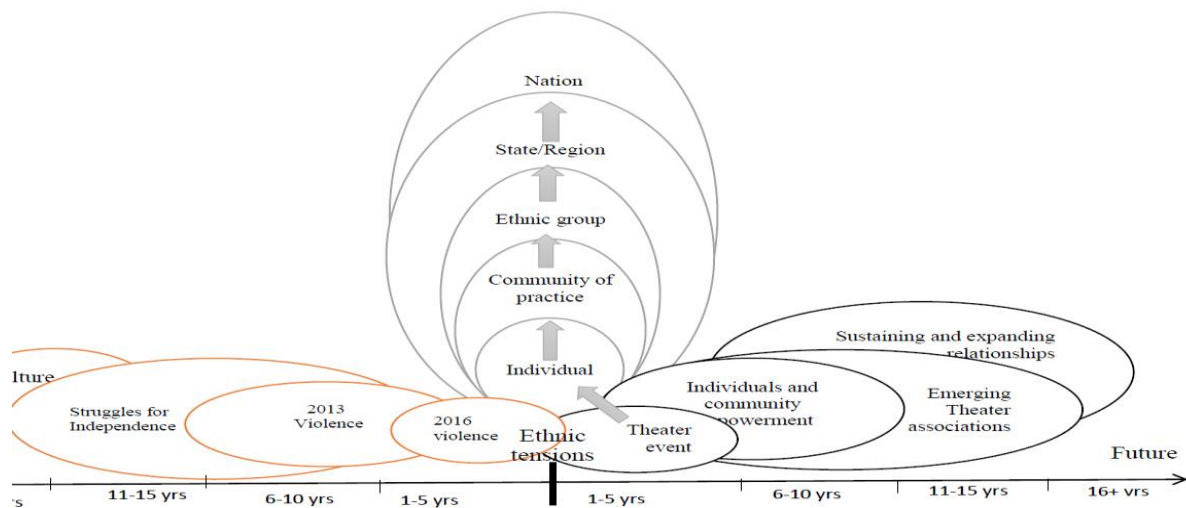 Nation
State/Region
Ethnic group
Community of
practice
Individual
Sustaining and expanding
relationships
lture
Struggles for
Independence
2013
Violence
2016
violence
Ethnic
tensions
Theater
event
Individuals and
community
powerment
Emerging
Theater
associations
Future
rs
11-15 yrs
6-10 yrs
1-5 yrs
1-5 yrs
6-10 yrs
11-15 yrs
16+ yrs